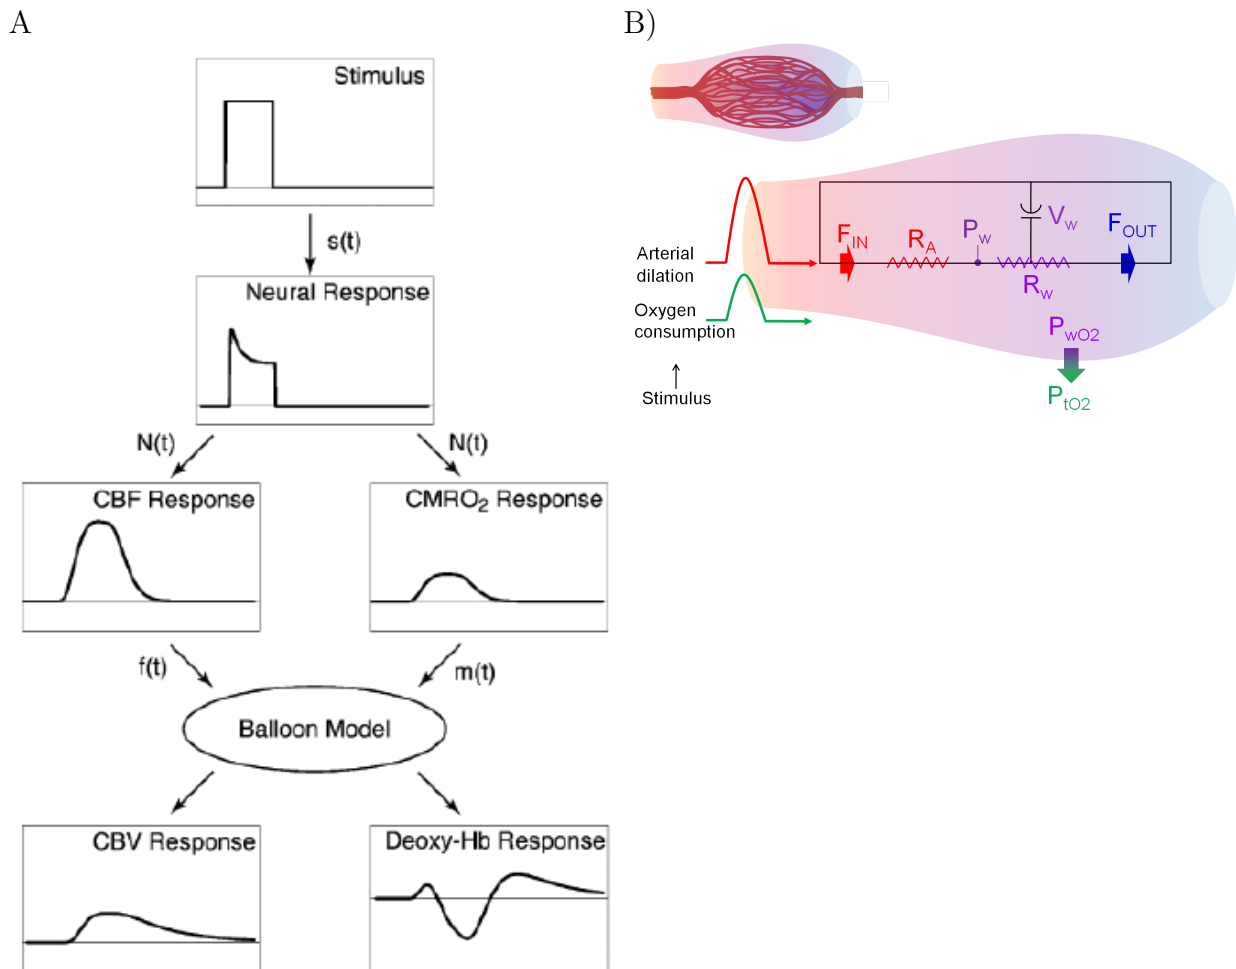 A
Stimulus
s(t)
Neural Response
N(t)
N(t)
CBF Response
CMRO2 Response
f(t)
m(t)
Balloon Model
CBV Response
Deoxy-Hb Response
B)
Arterial
dilation
Oxygen
consumption
Stimulus
FIN
RA
Pw
Vw
Rw
FOUT
PwO2
PtO2